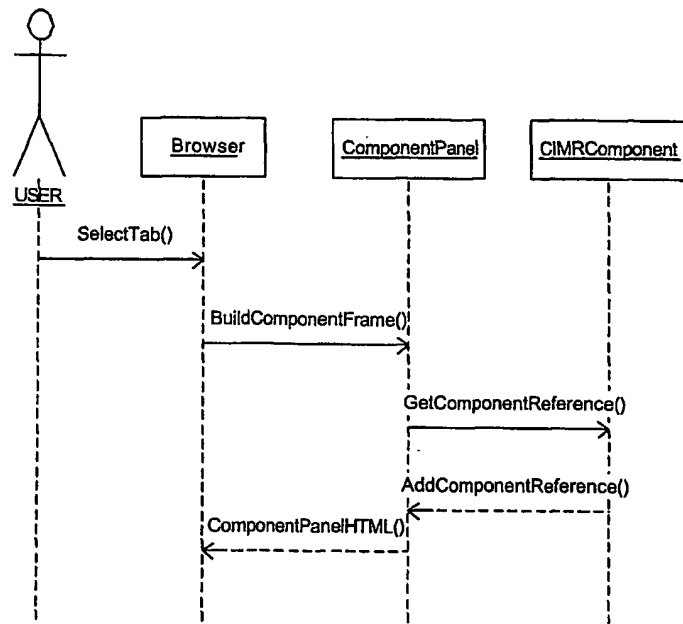 Browser
ComponentPanel
CIMRComponent
USER
SelectTab()
BuildComponentFrame()
GetComponentReference()
AddComponentReference()
ComponentPanelHTML()